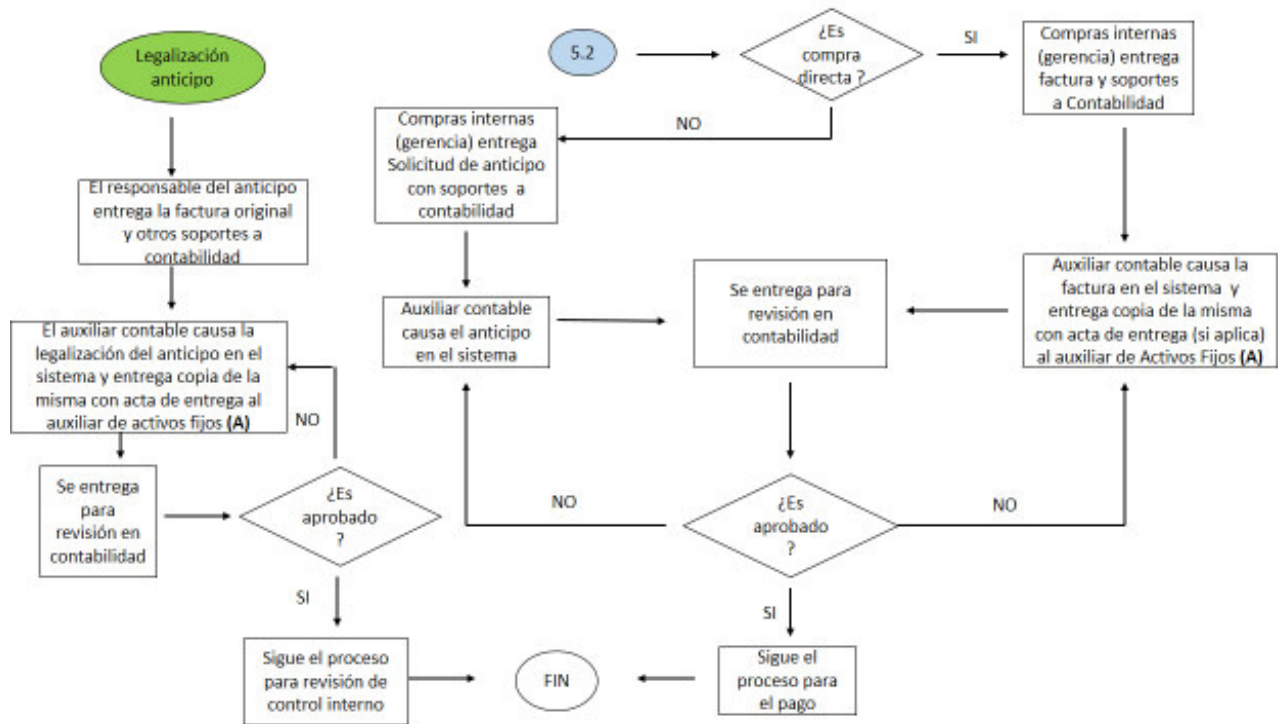 Legalización
anticipo
El responsable del anticipo
entrega la factura original
y otros soportes a
contabilidad
El auxiliar contable causa la
legalización del anticipo en el
sistema y entrega copia de la
misma con acta de entrega al
auxiliar de activos fijos (A)
Se entrega
para
revisión en
contabilidad
¿Es
aprobado
?
NO
SI
Sigue el proceso
para revisión de
control interno
5.2
¿Es
compra
directa ?
SI
NO
Compras internas
(gerencia) entrega
factura y soportes
a Contabilidad
Compras internas
(gerencia) entrega
Solicitud de anticipo
con soportes a
contabilidad
Auxiliar contable
causa el anticipo
en el sistema
Se entrega para
revisión en
contabilidad
Auxiliar contable causa la
factura en el sistema y
entrega copia de la misma
con acta de entrega (si aplica)
al auxiliar de Activos Fijos (A)
NO
¿Es
aprobado
?
NO
SI
Sigue el
proceso para
el pago
FIN